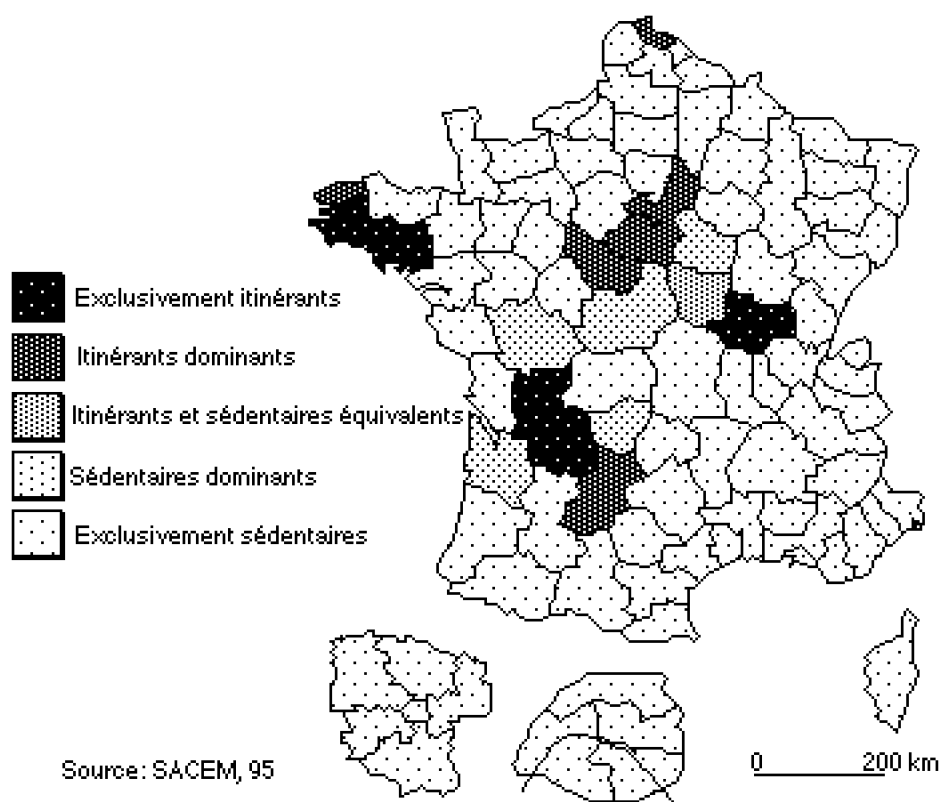 Exclusivement itinérants
Itinérants dominants
Itinérants et sédentaires équivalents
Sédentaires dominants
Exclusivement sédentaires
Source: SACEM, 95
0 200 km